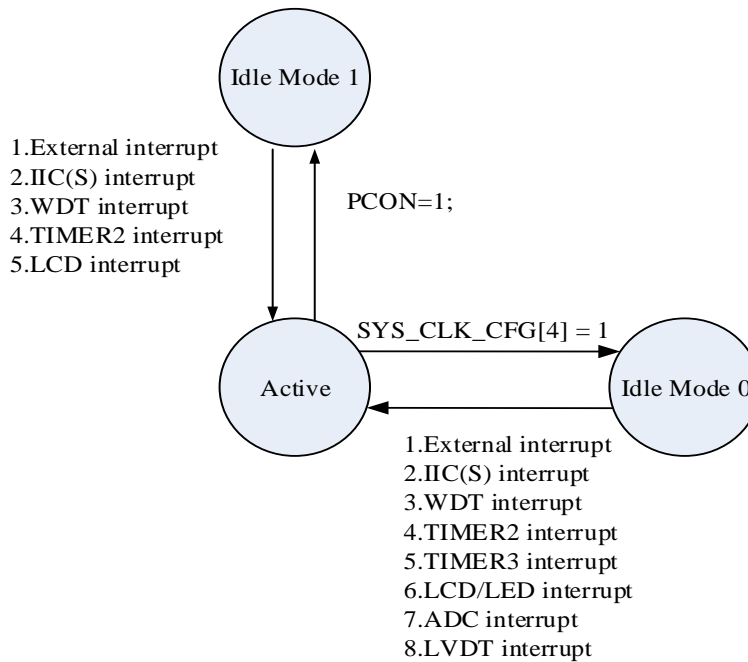 Idle Mode 1
1.External interrupt
2.IIC(S) interrupt
3.WDT interrupt
4.TIMER2 interrupt
5.LCD interrupt
PCON=1;
SYS_CLK_CFG[4] = 1
Active
Idle Mode 0
1.External interrupt
2.IIC(S) interrupt
3.WDT interrupt
4.TIMER2 interrupt
5.TIMER3 interrupt
6.LCD/LED interrupt
7.ADC interrupt
8.LVDT interrupt